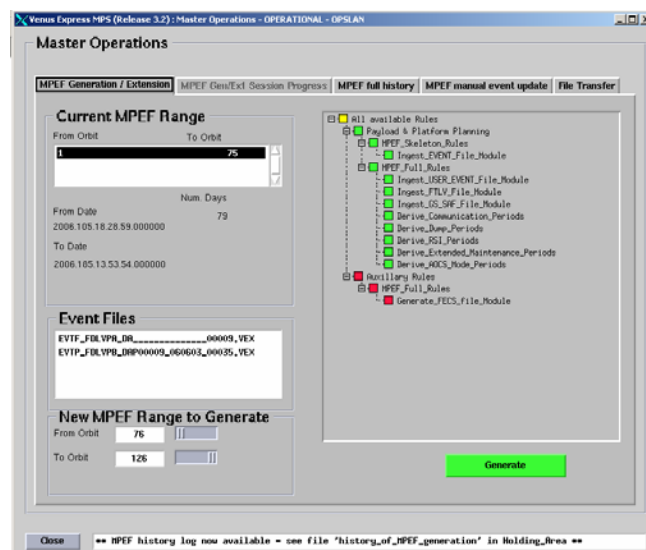 Venus Express MPS (Release 3.2) : Master Operations - OPERATIONAL - OPSLAN
Master Operations
MPEF Generation / Extension
MPEF Gen/Ext Session Progress
MPEF full history
MPEF manual event update
File Transfer
Current MPEF Range
From Orbit To Orbit
1 75
Num. Days
From Date 79
2006.105.18.28.59.000000
To Date
2006.185.13.53.54.000000
Event Files
EVTF_FDLVPA_DA______________00009.VEX
EVTP_FDLVPB_DAP00009_060603_00035.VEX
New MPEF Range to Generate
From Orbit 76
To Orbit 126
All available Rules
Payload & Platform Planning
MPEF_Skeleton_Rules
Ingest_EVENT_File_Module
MPEF_Full_Rules
Ingest_USER_EVENT_File_Module
Ingest_FTLV_File_Module
Ingest_GS_SAF_File_Module
Derive_Communication_Periods
Derive_Dump_Periods
Derive_RSI_Periods
Derive_Extended_Maintenance_Periods
Derive_AOCS_Mode_Periods
Auxillary Rules
MPEF_Full_Rules
Generate_FECS_file_Module
Generate
Close
** MPEF history log now available - see file 'history_of_MPEF_generation' in Holding_Area **